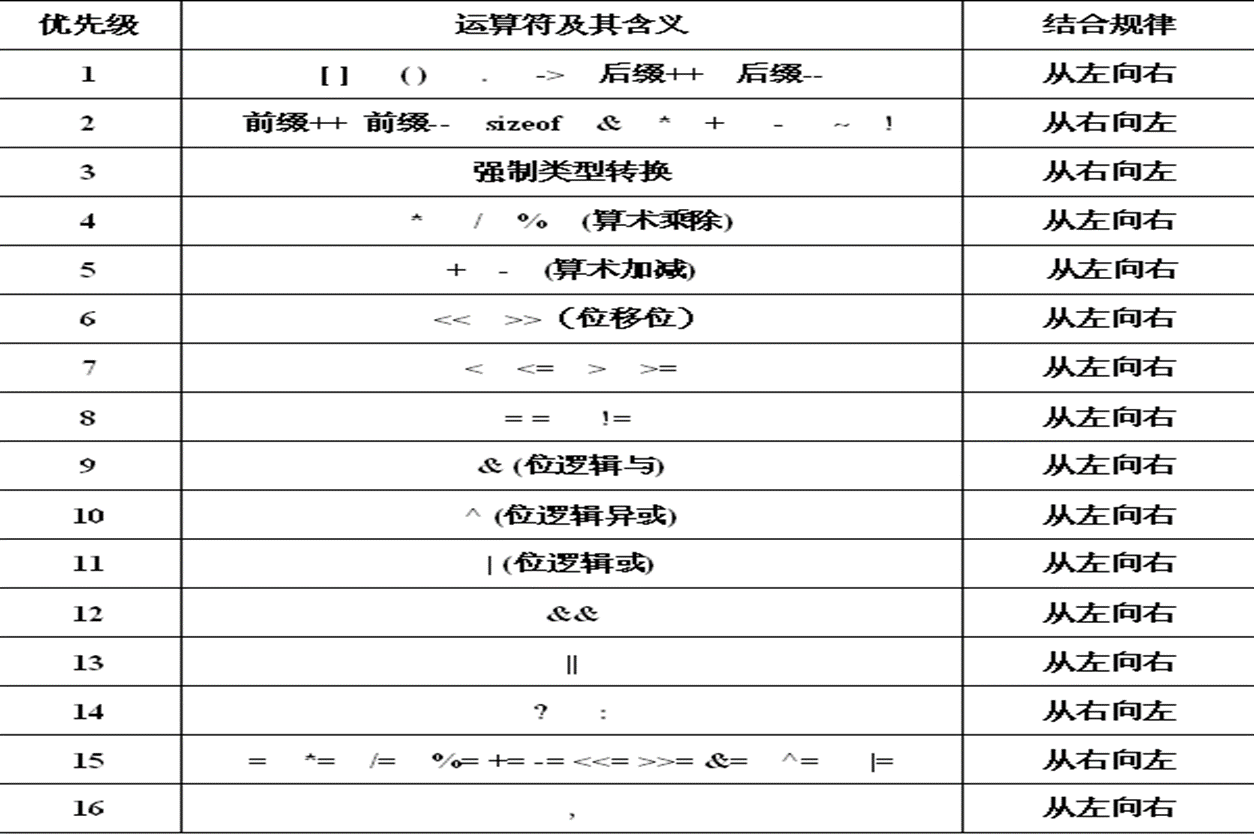 优先级 运算符及其含义 结合规律
1 [ ] ( ) . -> 后缀++ 后缀-- 从左向右
2 前缀++ 前缀-- sizeof & * + - ~ ! 从右向左
3 强制类型转换 从右向左
4 * / % (算术乘除) 从左向右
5 + - (算术加减) 从左向右
6 << >> (位移位) 从左向右
7 < <= > >= 从左向右
8 = = != 从左向右
9 & (位逻辑与) 从左向右
10 ^ (位逻辑异或) 从左向右
11 | (位逻辑或) 从左向右
12 && 从左向右
13 || 从左向右
14 ? : 从右向左
15 = *= /= %= += -= <<= >>= &= ^= |= 从右向左
16 , 从左向右